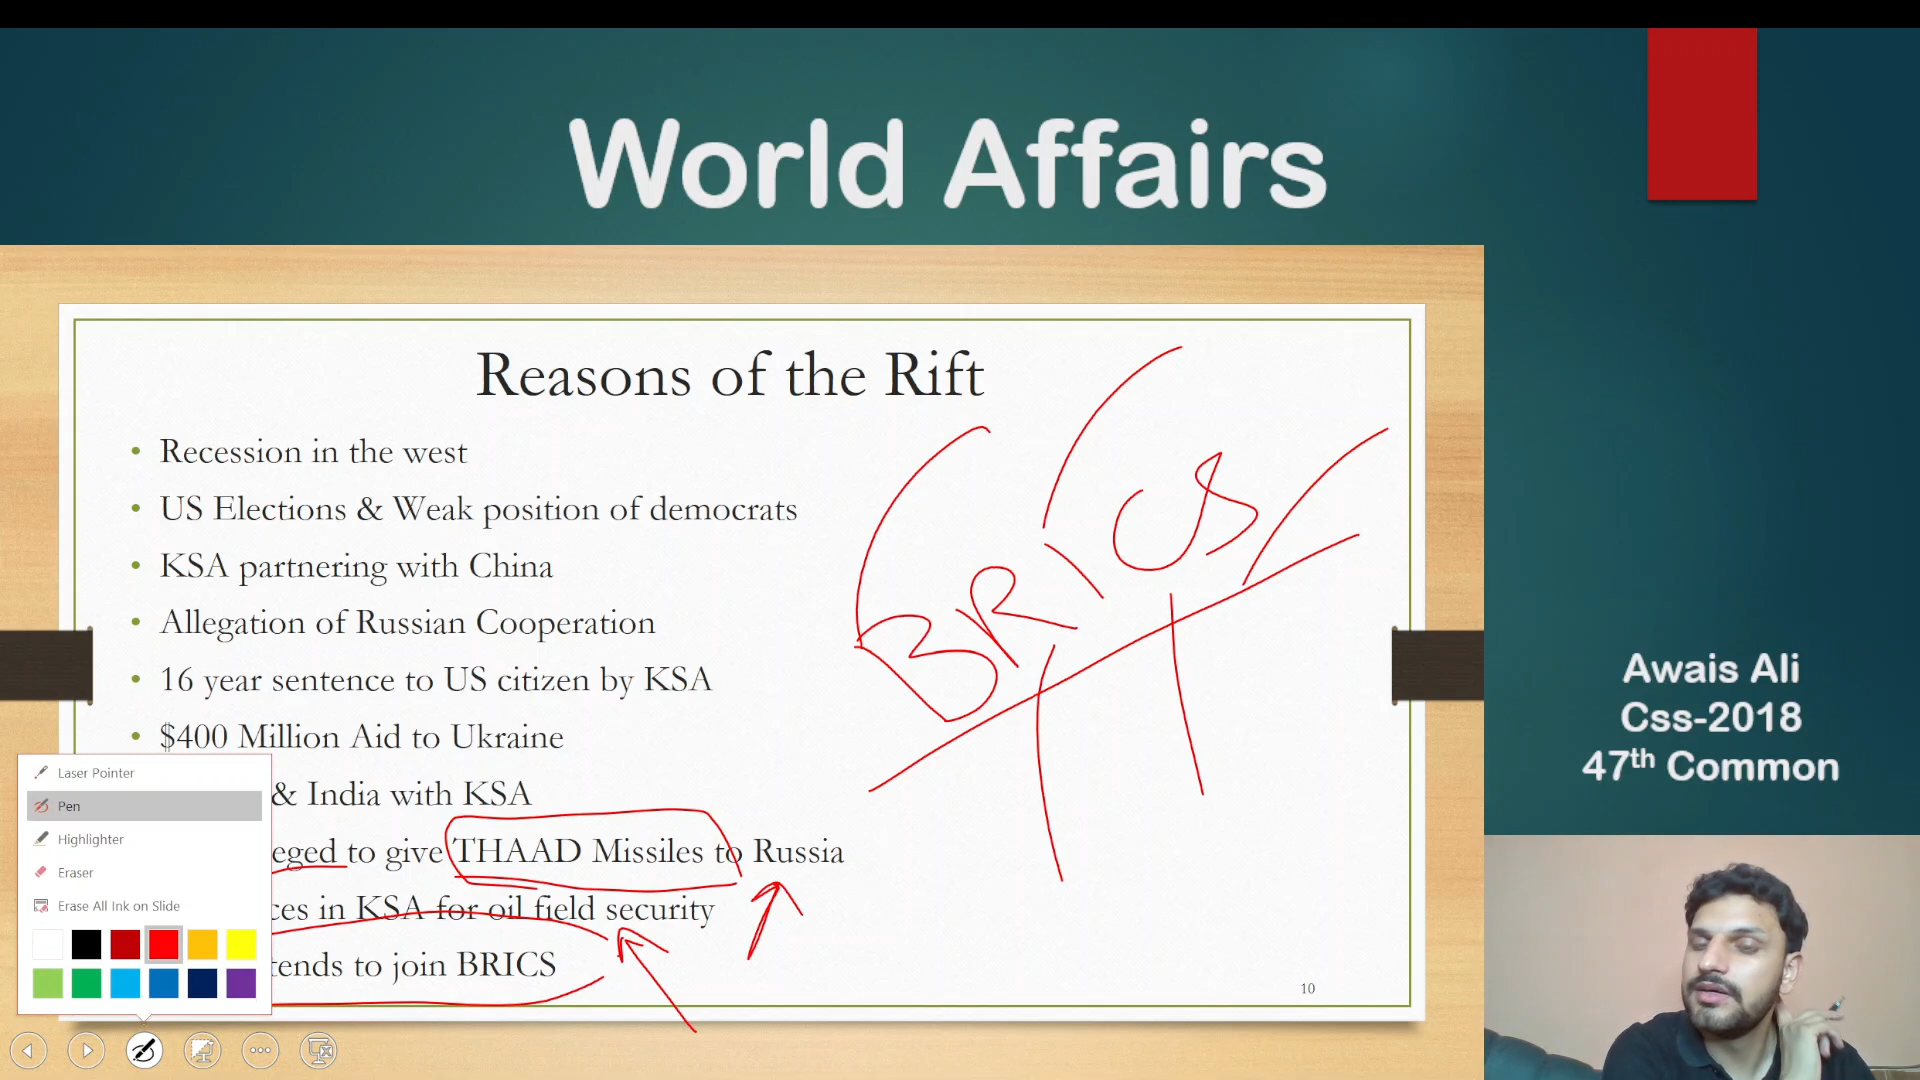 World Affairs
Reasons of the Rift
• Recession in the west
• US Elections & Weak position of democrats
• KSA partnering with China
• Allegation of Russian Cooperation
• 16 year sentence to US citizen by KSA
• $400 Million Aid to Ukraine
& India with KSA
eged to give THAAD Missiles to Russia
ces in KSA for oil field security
tends to join BRICS
BRICS
10
Laser Pointer
Pen
Highlighter
Eraser
Erase All Ink on Slide
Awais Ali
Css-2018
47th Common